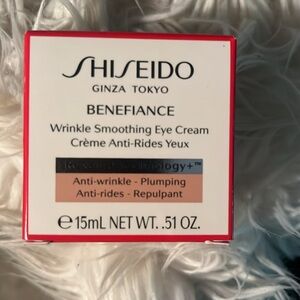 SHISEIDO
GINZA TOKYO
BENEFIANCE
Wrinkle Smoothing Eye Cream
Crème Anti-Rides Yeux
Anti-wrinkle - Plumping
Anti-rides - Repulpant
℮15mL NET WT. .51 OZ.